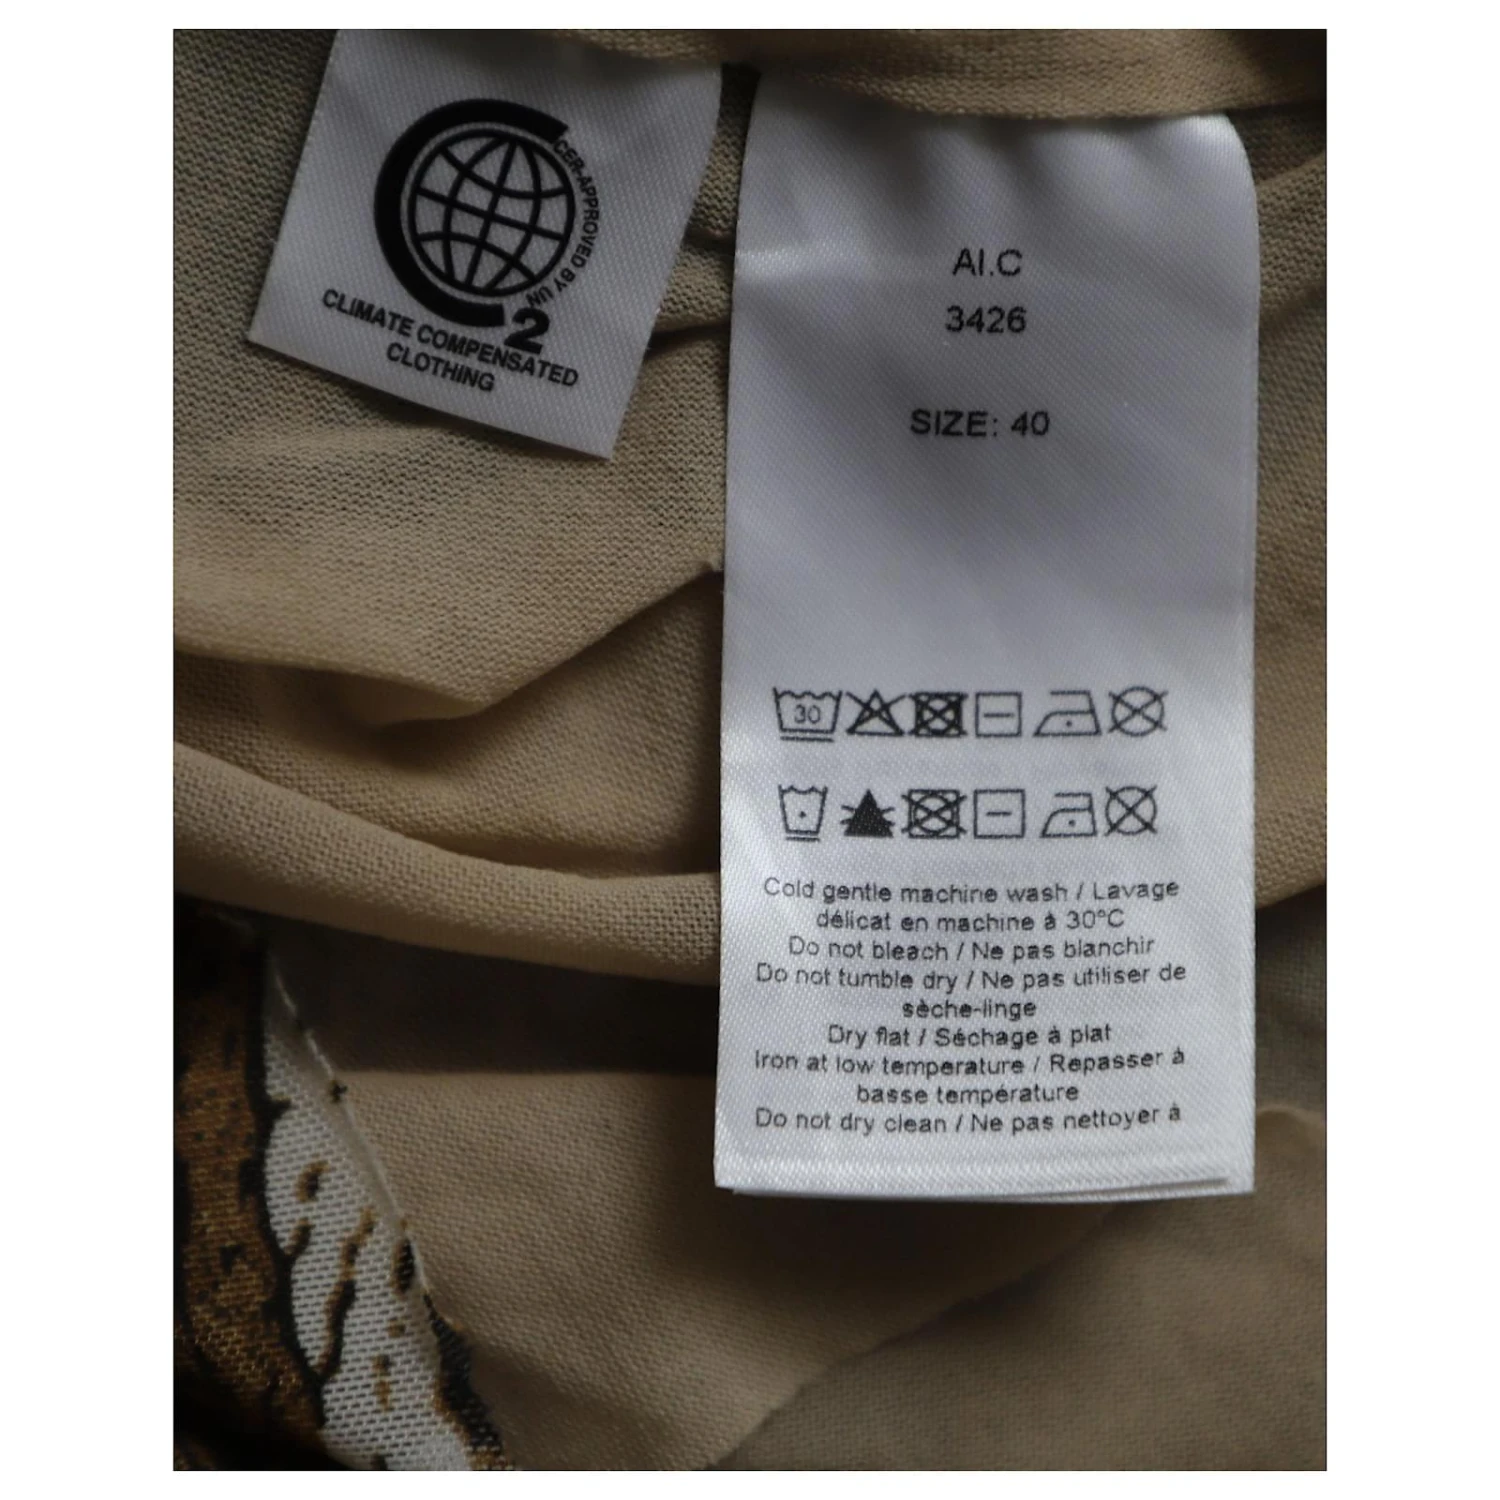 CER-APPROVED BY UN
2
CLIMATE COMPENSATED
CLOTHING
AI.C
3426
SIZE: 40
30
Cold gentle machine wash / Lavage
délicat en machine à 30°C
Do not bleach / Ne pas blanchir
Do not tumble dry / Ne pas utiliser de
sèche-linge
Dry flat / Séchage à plat
Iron at low temperature / Repasser à
basse température
Do not dry clean / Ne pas nettoyer à